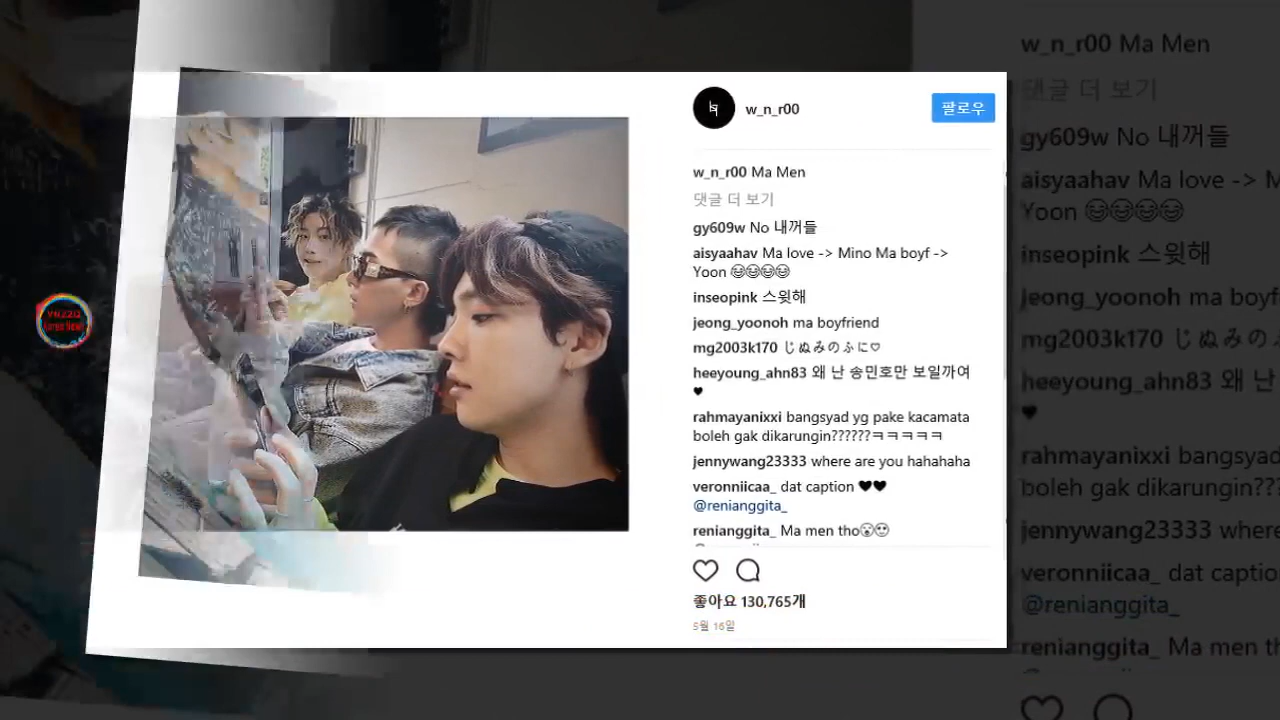 w_n_r00
팔로우
w_n_r00 Ma Men
댓글 더 보기
gy609w No 내꺼들
aisyaahav Ma love -> Mino Ma boyf ->
Yoon 😂😂😂😂
inseopink 스윗해
jeong_yoonoh ma boyfriend
mg2003k170 じぬみのふに♡
heeyoung_ahn83 왜 난 송민호만 보일까여
♥
rahmayanixxi bangsyad yg pake kacamata
boleh gak dikarungin??????ㅋㅋㅋㅋㅋ
jennywang23333 where are you hahahaha
veronniicaa_ dat caption ♥♥
@renianggita_
renianggita_ Ma men tho😮😍
좋아요 130,765개
5월 16일
w_n_r00 Ma Men
댓글 더 보기
gy609w No 내꺼들
aisyaahav Ma love -> M
Yoon 😂😂😂😂
inseopink 스윗해
jeong_yoonoh ma boyf
mg2003k170 じぬみの
heeyoung_ahn83 왜 난
♥
rahmayanixxi bangsya
boleh gak dikarungin???
jennywang23333 where
veronniicaa_ dat captio
@renianggita_
renianggita_ Ma men th